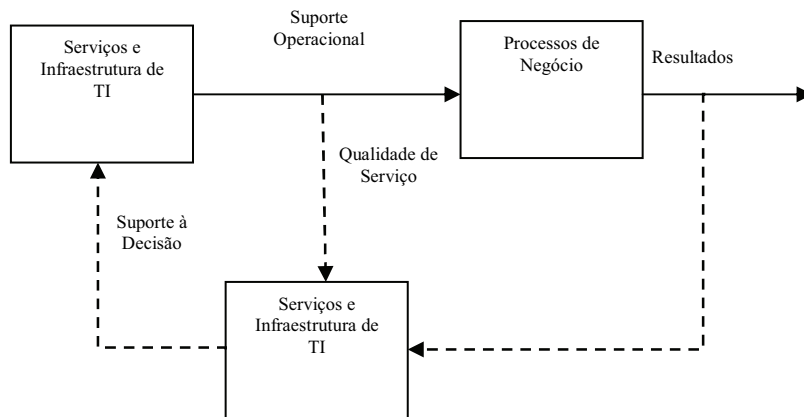 Serviços e
Infraestrutura de
TI
Suporte
Operacional
Processos de
Negócio
Resultados
Qualidade de
Serviço
Suporte à
Decisão
Serviços e
Infraestrutura de
TI